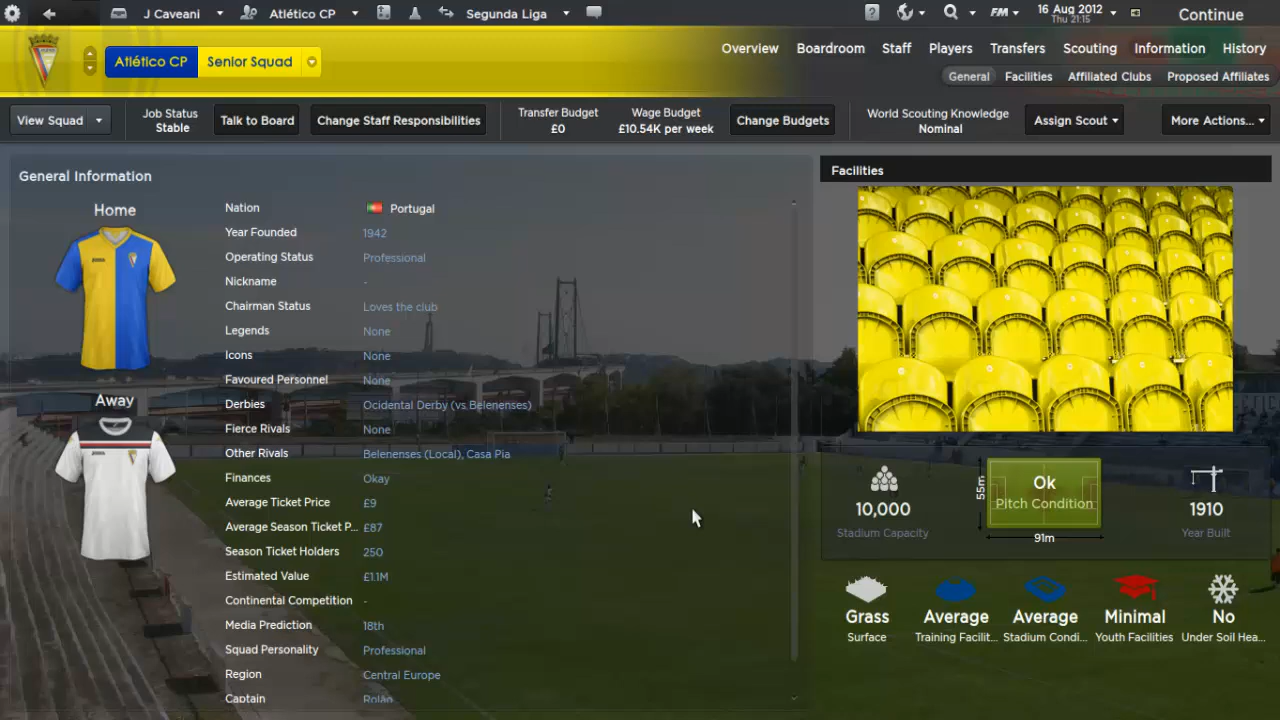 J Caveani
Atlético CP
Segunda Liga
16 Aug 2012
Thu 21:15
FM
Continue
Atlético CP
Senior Squad
Overview
Boardroom
Staff
Players
Transfers
Scouting
Information
History
General
Facilities
Affiliated Clubs
Proposed Affiliates
View Squad
Job Status
Stable
Talk to Board
Change Staff Responsibilities
Transfer Budget
£0
Wage Budget
£10.54K per week
Change Budgets
World Scouting Knowledge
Nominal
Assign Scout
More Actions...
General Information
Home
Away
Nation Portugal
Year Founded 1942
Operating Status Professional
Nickname -
Chairman Status Loves the club
Legends None
Icons None
Favoured Personnel None
Derbies Ocidental Derby (vs Belenenses)
Fierce Rivals None
Other Rivals Belenenses (Local), Casa Pia
Finances Okay
Average Ticket Price £9
Average Season Ticket P... £87
Season Ticket Holders 250
Estimated Value £1.1M
Continental Competition -
Media Prediction 18th
Squad Personality Professional
Region Central Europe
Captain Rolão
Facilities
10,000
Stadium Capacity
55m
Ok
Pitch Condition
91m
1910
Year Built
Grass
Surface
Average
Training Facilit...
Average
Stadium Condi...
Minimal
Youth Facilities
No
Under Soil Hea...